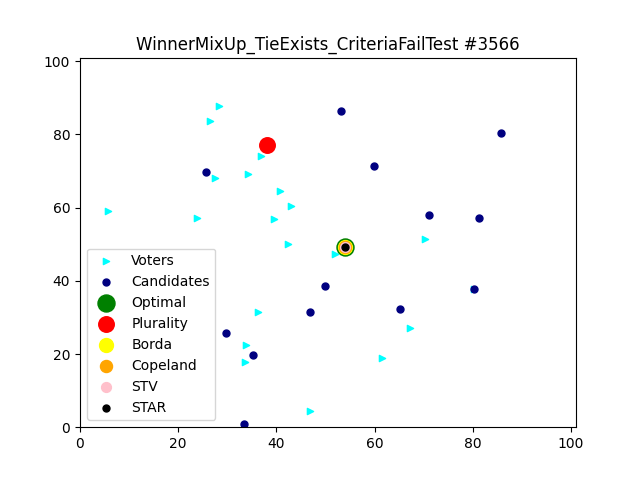 WinnerMixUp_TieExists_CriteriaFailTest #3566
100
80
60
40
20
0
Voters
Candidates
Optimal
Plurality
Borda
Copeland
STV
STAR
0 20 40 60 80 100